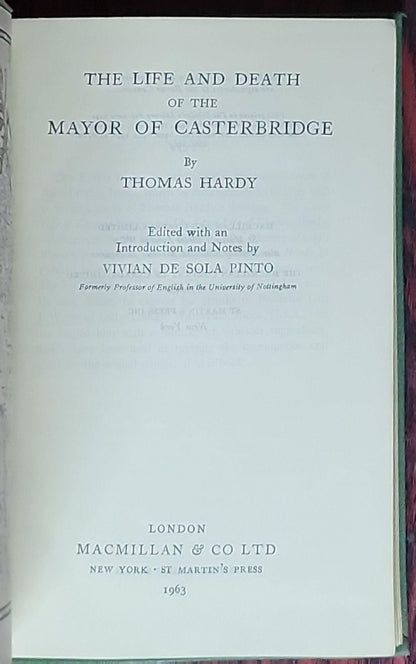 THE LIFE AND DEATH
OF THE
MAYOR OF CASTERBRIDGE
By
THOMAS HARDY
Edited with an
Introduction and Notes by
VIVIAN DE SOLA PINTO
Formerly Professor of English in the University of Nottingham
LONDON
MACMILLAN & CO LTD
NEW YORK · ST MARTIN'S PRESS
1963